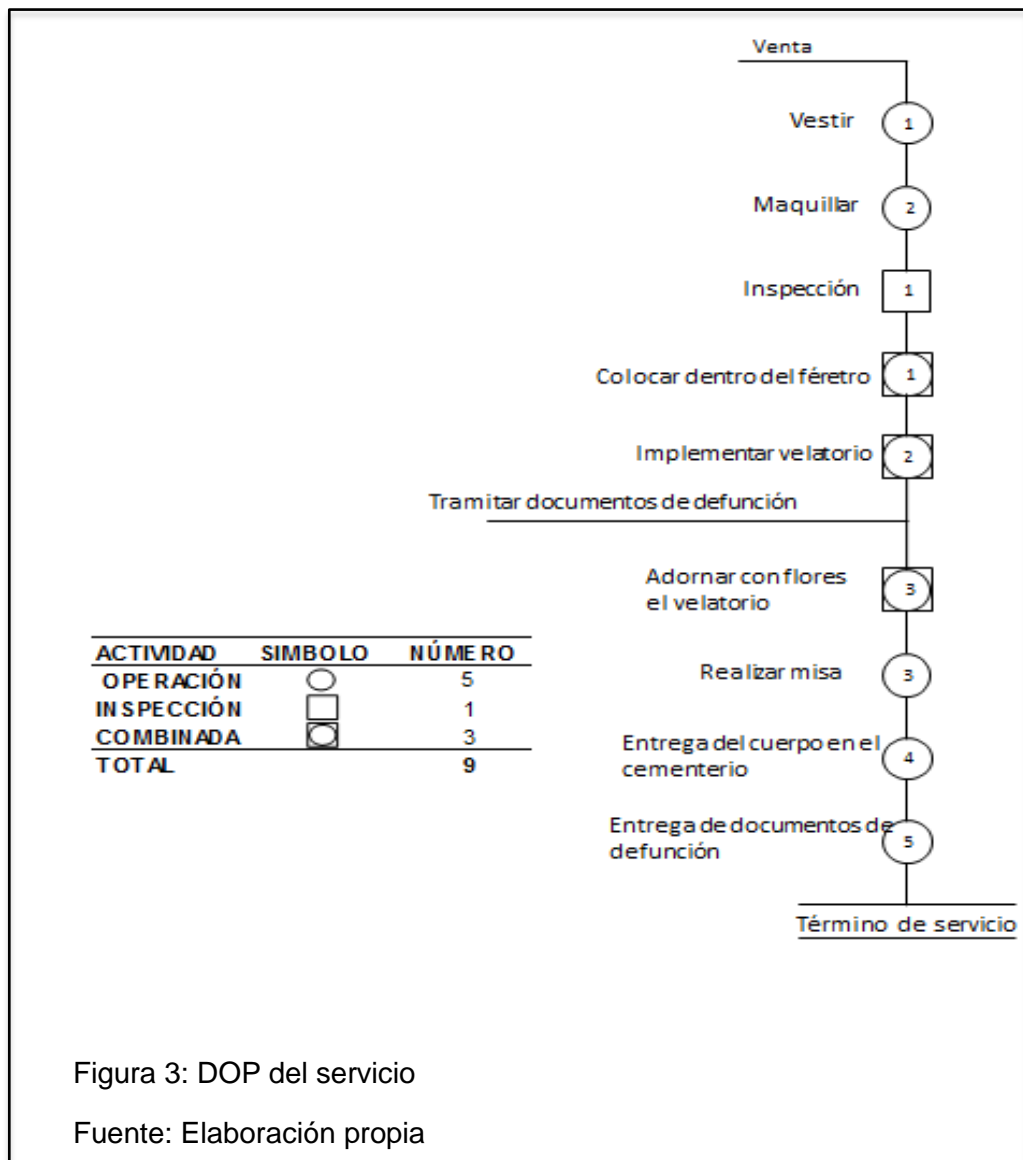 Venta
Vestir 1
Maquillar 2
Inspección 1
Colocar dentro del féretro 1
Implementar velatorio 2
Tramitar documentos de defunción
Adornar con flores
el velatorio 3
Realizar misa 3
Entrega del cuerpo en el
cementerio 4
Entrega de documentos de
defunción 5
Término de servicio
ACTIVIDAD SIMBOLO NÚMERO
OPERACIÓN 5
INSPECCIÓN 1
COMBINADA 3
TOTAL 9
Figura 3: DOP del servicio
Fuente: Elaboración propia